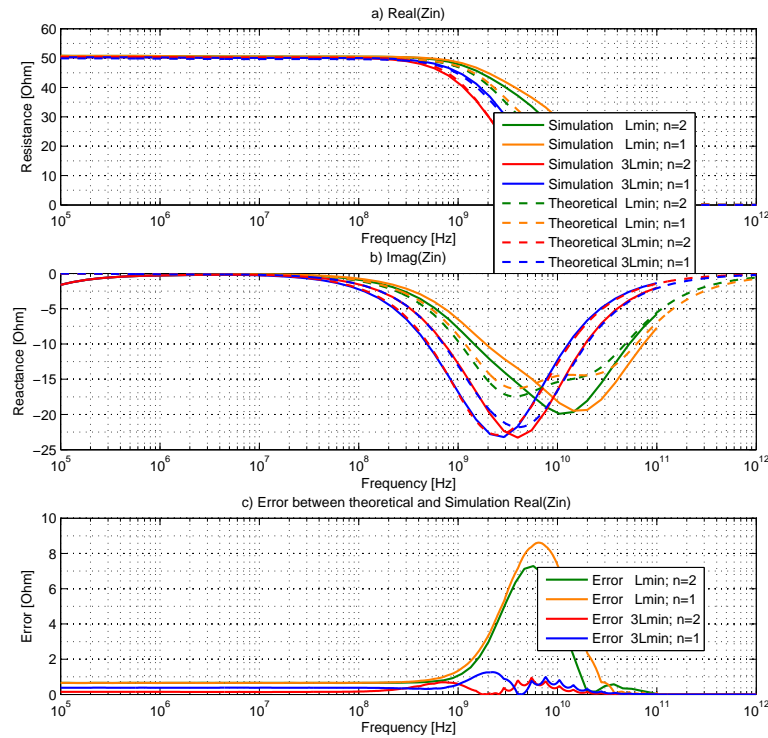 a) Real(Zin)
Resistance [Ohm]
60
50
40
30
20
10
0
10^5
10^6
10^7
10^8
10^9
10^10
10^11
10^12
Frequency [Hz]
Simulation Lmin; n=2
Simulation Lmin; n=1
Simulation 3Lmin; n=2
Simulation 3Lmin; n=1
Theoretical Lmin; n=2
Theoretical Lmin; n=1
Theoretical 3Lmin; n=2
Theoretical 3Lmin; n=1
b) Imag(Zin)
Reactance [Ohm]
0
−5
−10
−15
−20
−25
10^5
10^6
10^7
10^8
10^9
10^10
10^11
10^12
Frequency [Hz]
c) Error between theoretical and Simulation Real(Zin)
Error [Ohm]
10
8
6
4
2
0
10^5
10^6
10^7
10^8
10^9
10^10
10^11
10^12
Frequency [Hz]
Error Lmin; n=2
Error Lmin; n=1
Error 3Lmin; n=2
Error 3Lmin; n=1